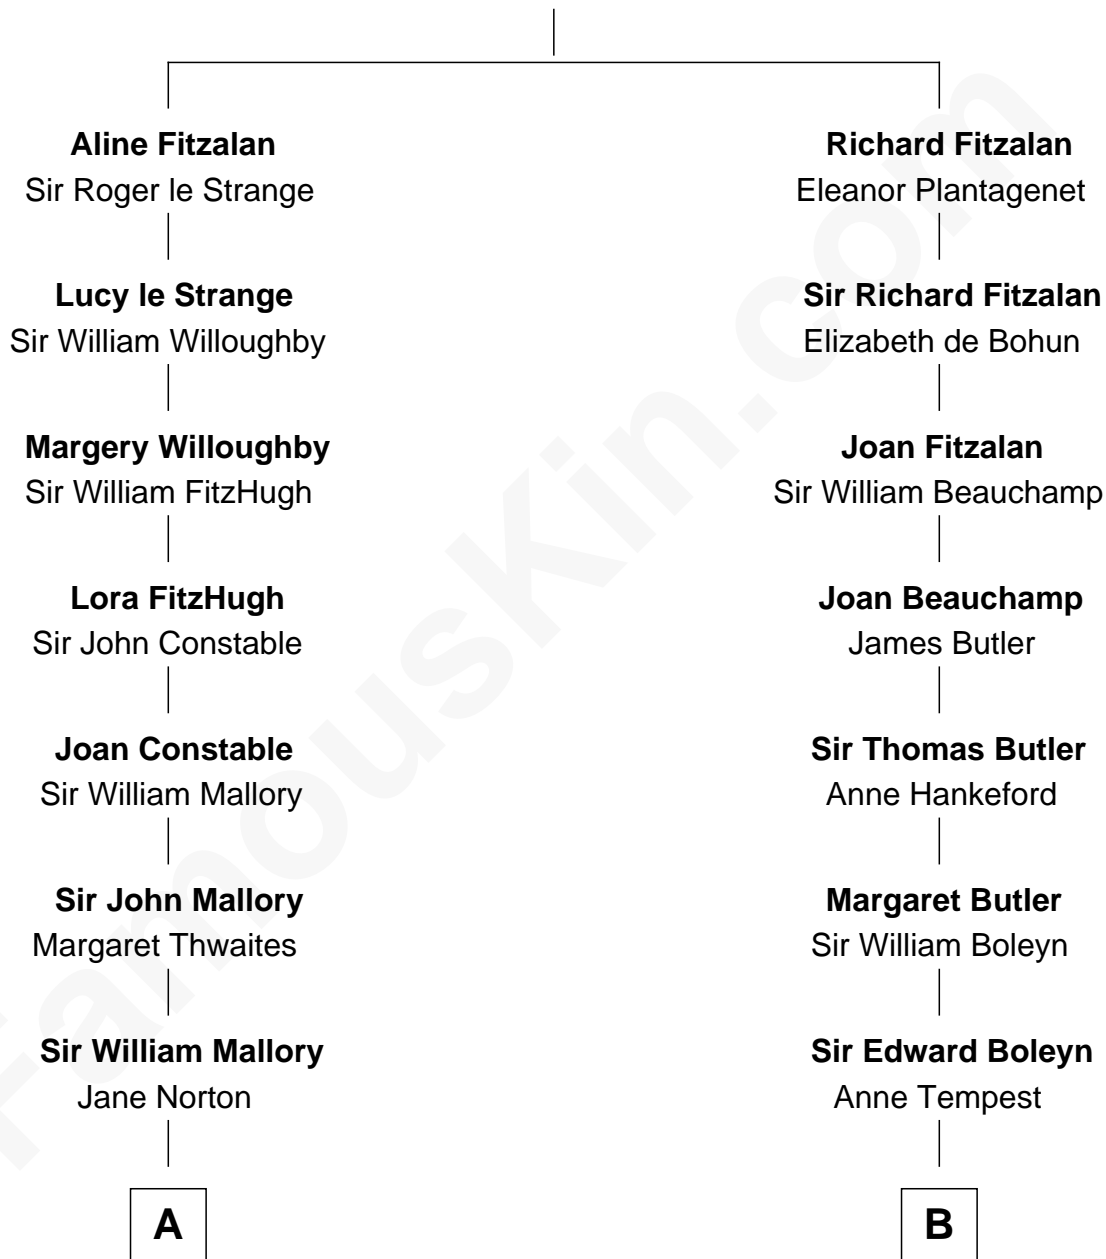 Aline Fitzalan
Sir Roger le Strange
Lucy le Strange
Sir William Willoughby
Margery Willoughby
Sir William FitzHugh
Lora FitzHugh
Sir John Constable
Joan Constable
Sir William Mallory
Sir John Mallory
Margaret Thwaites
Sir William Mallory
Jane Norton
A
Richard Fitzalan
Eleanor Plantagenet
Sir Richard Fitzalan
Elizabeth de Bohun
Joan Fitzalan
Sir William Beauchamp
Joan Beauchamp
James Butler
Sir Thomas Butler
Anne Hankeford
Margaret Butler
Sir William Boleyn
Sir Edward Boleyn
Anne Tempest
B
FamousKin.com